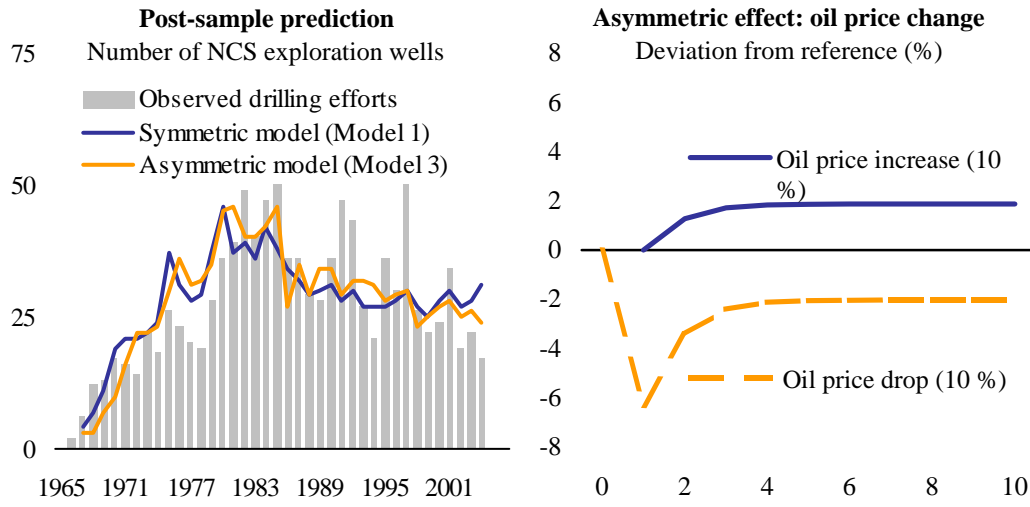 Post-sample prediction
Number of NCS exploration wells
75
Observed drilling efforts
Symmetric model (Model 1)
Asymmetric model (Model 3)
50
25
0
1965 1971 1977 1983 1989 1995 2001
Asymmetric effect: oil price change
Deviation from reference (%)
8
6
4
Oil price increase (10
%)
2
0
-2
-4
Oil price drop (10 %)
-6
-8
0 2 4 6 8 10